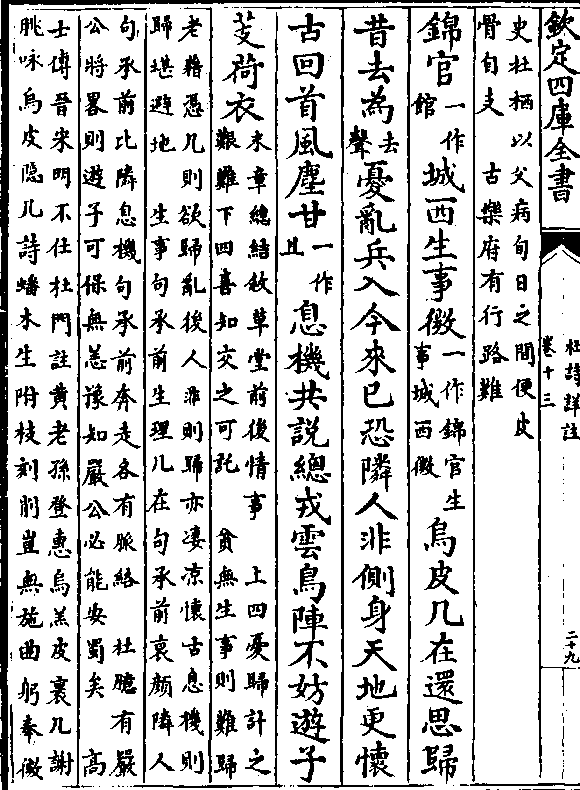 欽定四庫全書
杜詩詳註
卷十三
二十九
史杜栖以父病旬日之間便皮
骨自支　古樂府有行路難
錦官一作館城西生事微一作錦官生事城西微烏皮几在還思歸
昔去為去聲憂亂兵入今來已恐隣人非側身天地更懷
古回首風塵甘一作且息機共説總戎雲鳥陣不妨遊子
芰荷衣末章總結敘草堂前後情事　上四憂歸計之
艱難下四喜知交之可託　貧無生事則難歸
老藉憑几則欲歸亂後人非則歸亦凄凉懷古息機則
歸堪避地　生事句承前生理几在句承前衰顔隣人
句承前比隣息機句承前奔走各有脈絡　杜臆有嚴
公將畧則遊子可保無恙豫知嚴公必能安蜀矣　高
士傳晉宋明不仕杜門註黄老孫登惠烏羔皮裹几謝
朓咏烏皮隐几詩蟠木生附枝刻削豈無施曲躬奉微